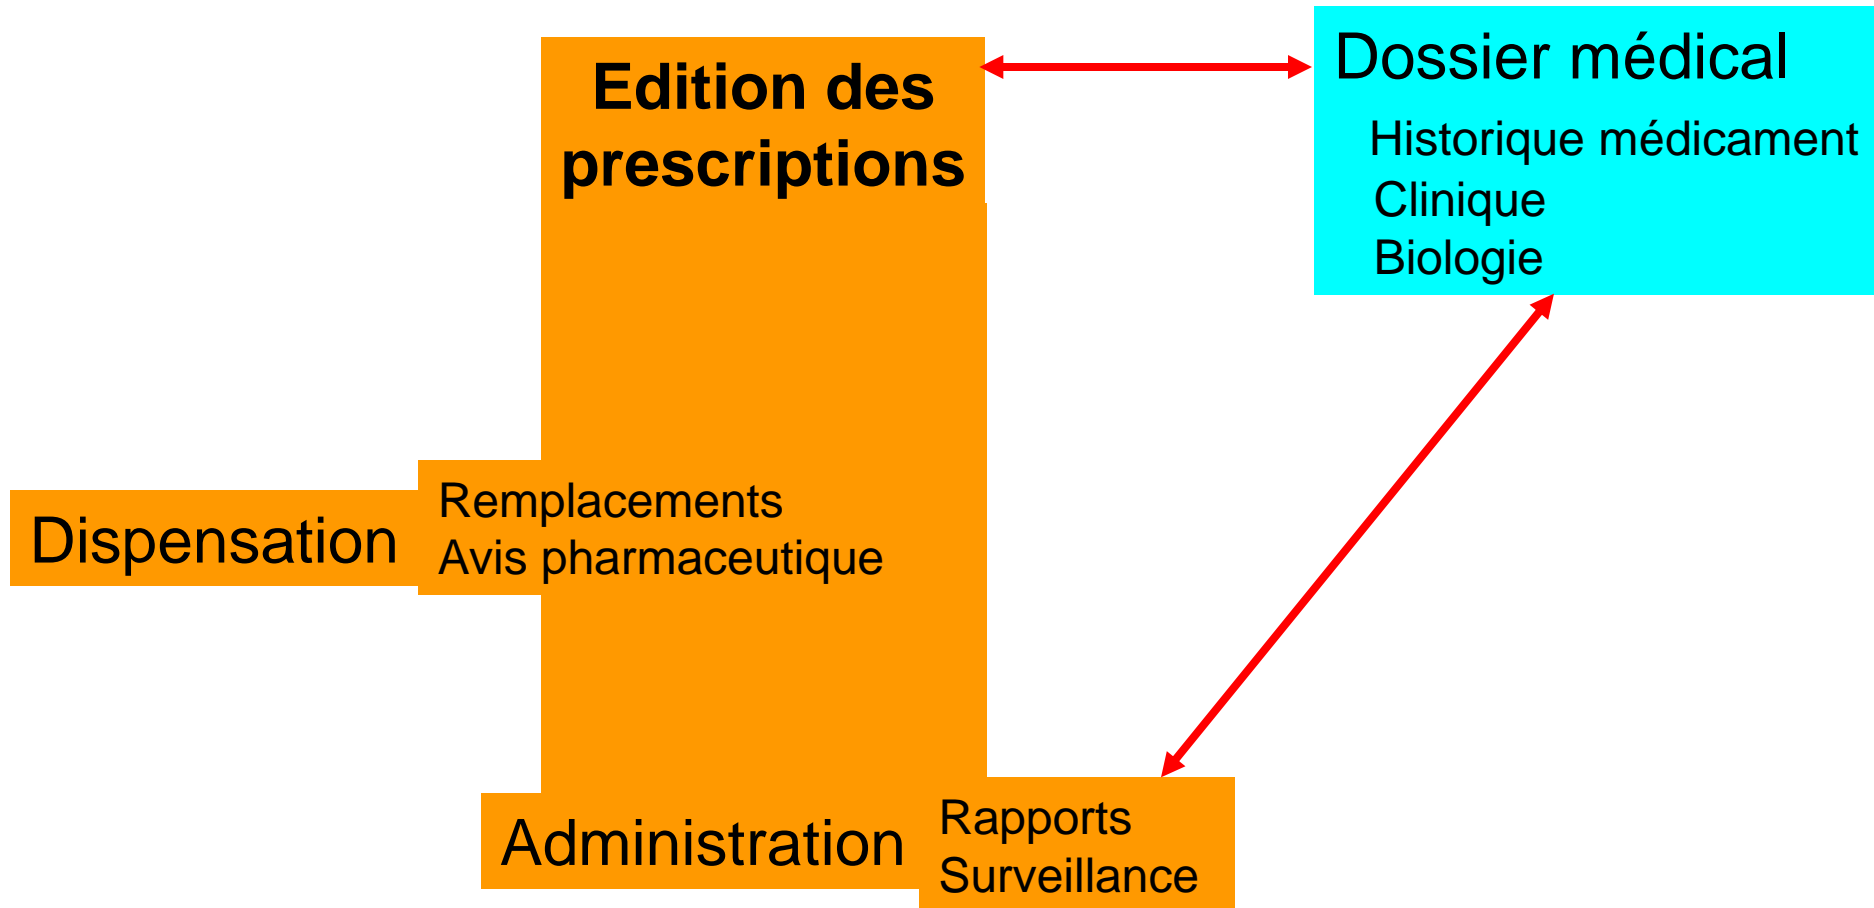 Edition des
prescriptions
Dossier médical
Historique médicament
Clinique
Biologie
Dispensation
Remplacements
Avis pharmaceutique
Administration
Rapports
Surveillance